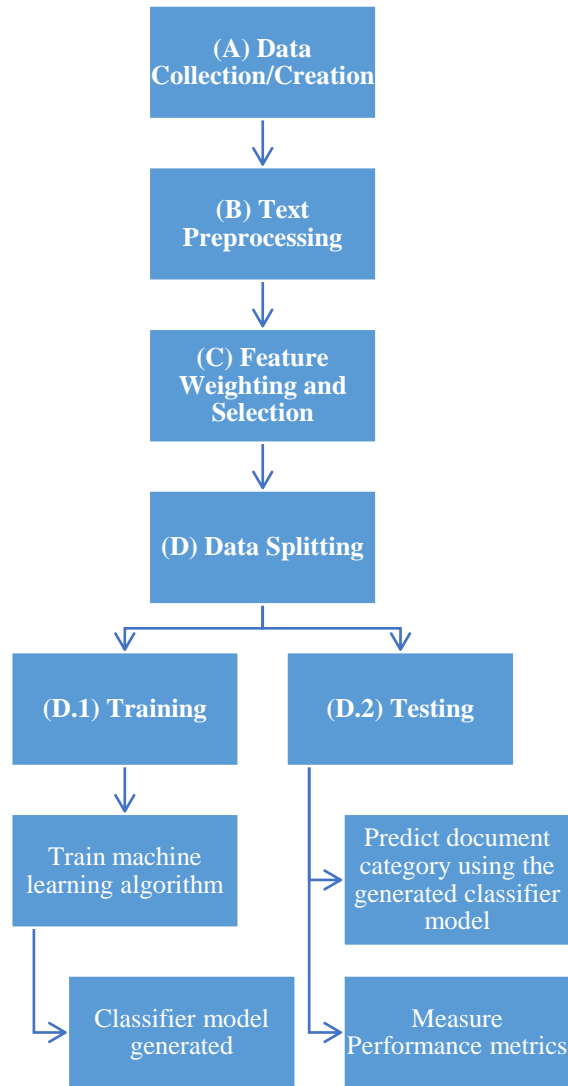 (A) Data
Collection/Creation
(B) Text
Preprocessing
(C) Feature
Weighting and
Selection
(D) Data Splitting
(D.1) Training
(D.2) Testing
Train machine
learning algorithm
Predict document
category using the
generated classifier
model
Classifier model
generated
Measure
Performance metrics